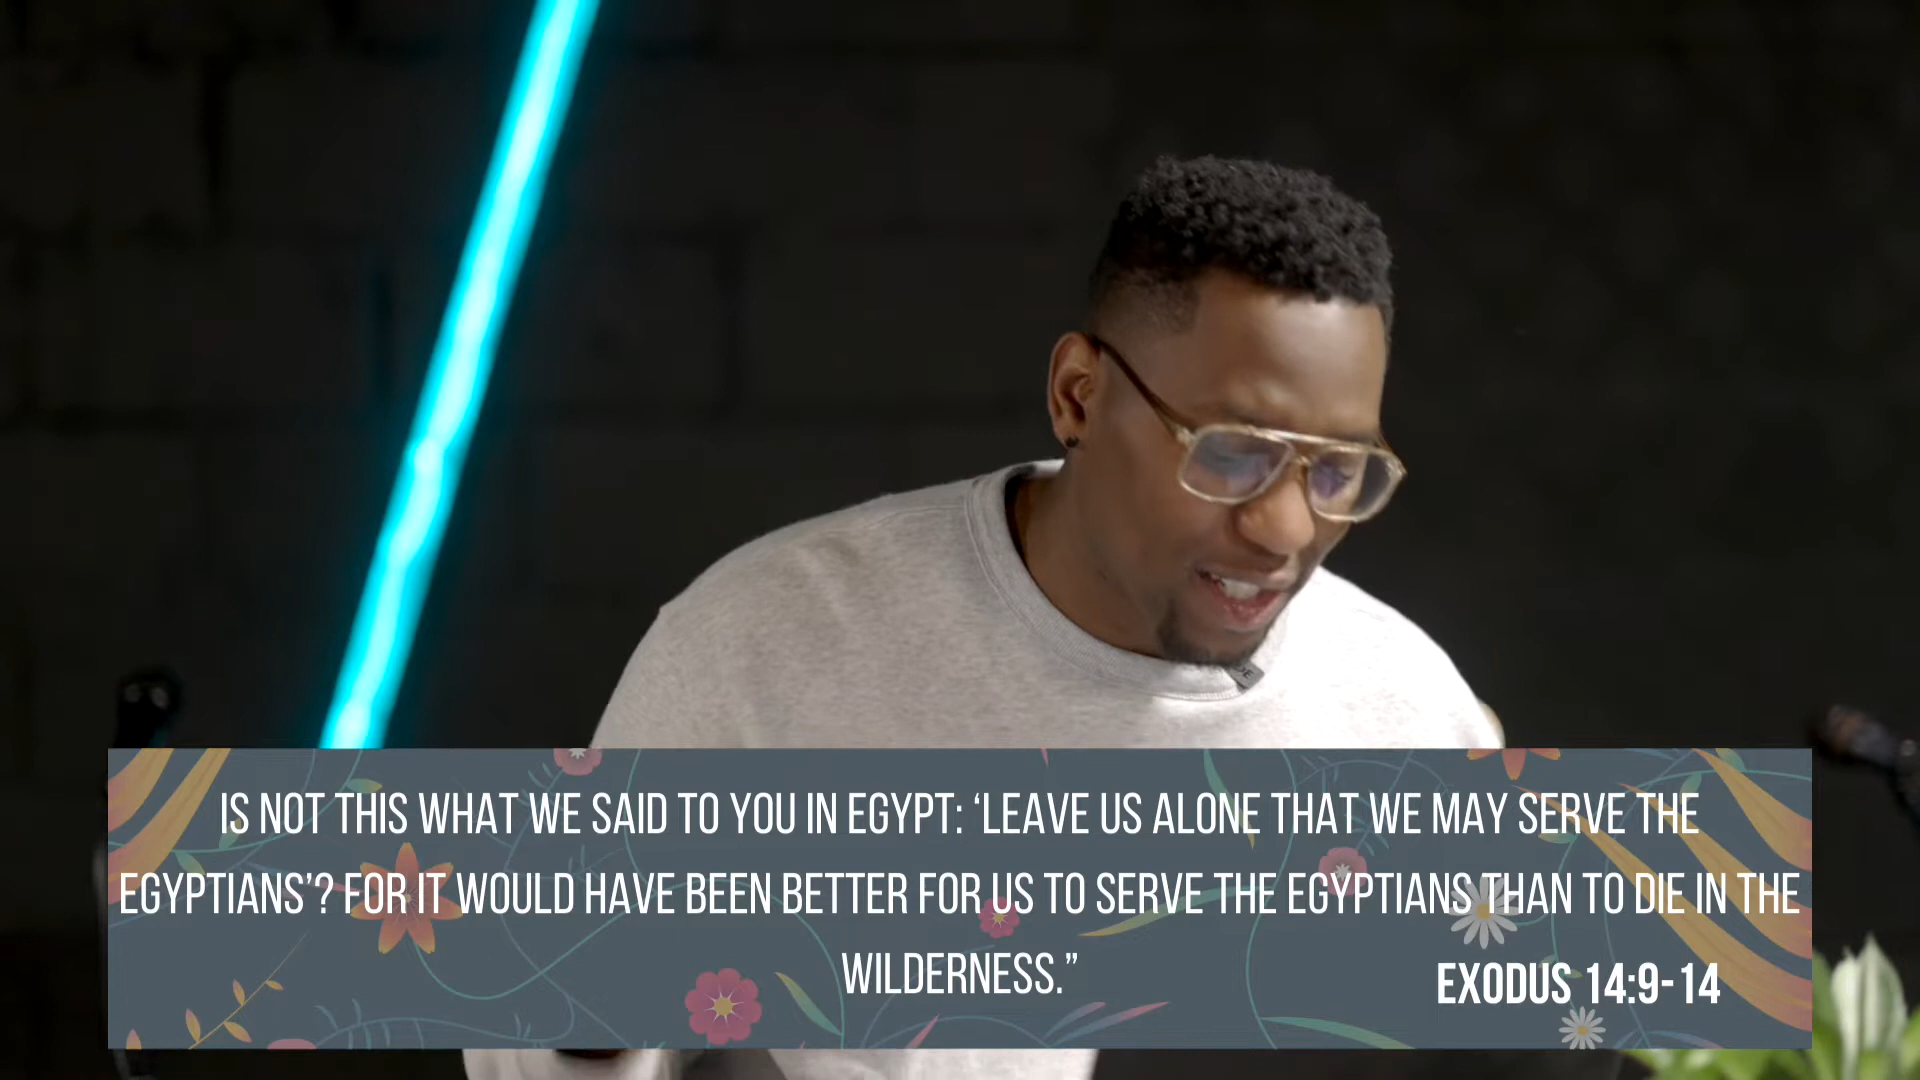 IS NOT THIS WHAT WE SAID TO YOU IN EGYPT: ‘LEAVE US ALONE THAT WE MAY SERVE THE
EGYPTIANS’? FOR IT WOULD HAVE BEEN BETTER FOR US TO SERVE THE EGYPTIANS THAN TO DIE IN THE
WILDERNESS.”
EXODUS 14:9-14